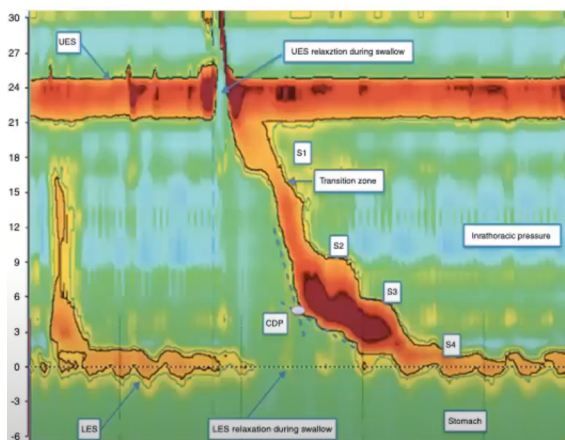 30
27
24
21
18
15
12
9
6
3
0
-3
-6
UES
UES relaxztion during swallow
S1
Transition zone
S2
Inrathoracic pressure
S3
CDP
S4
LES
LES relaxation during swallow
Stomach